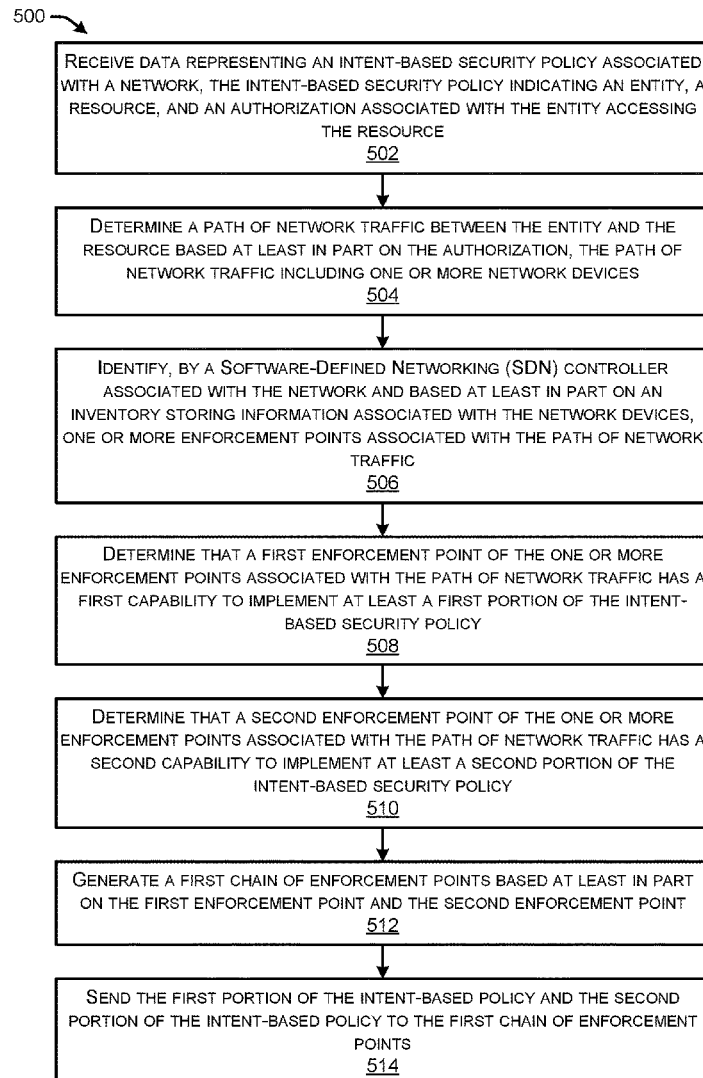 500
RECEIVE DATA REPRESENTING AN INTENT-BASED SECURITY POLICY ASSOCIATED
WITH A NETWORK, THE INTENT-BASED SECURITY POLICY INDICATING AN ENTITY, A
RESOURCE, AND AN AUTHORIZATION ASSOCIATED WITH THE ENTITY ACCESSING
THE RESOURCE
502
DETERMINE A PATH OF NETWORK TRAFFIC BETWEEN THE ENTITY AND THE
RESOURCE BASED AT LEAST IN PART ON THE AUTHORIZATION, THE PATH OF
NETWORK TRAFFIC INCLUDING ONE OR MORE NETWORK DEVICES
504
IDENTIFY, BY A SOFTWARE-DEFINED NETWORKING (SDN) CONTROLLER
ASSOCIATED WITH THE NETWORK AND BASED AT LEAST IN PART ON AN
INVENTORY STORING INFORMATION ASSOCIATED WITH THE NETWORK DEVICES,
ONE OR MORE ENFORCEMENT POINTS ASSOCIATED WITH THE PATH OF NETWORK
TRAFFIC
506
DETERMINE THAT A FIRST ENFORCEMENT POINT OF THE ONE OR MORE
ENFORCEMENT POINTS ASSOCIATED WITH THE PATH OF NETWORK TRAFFIC HAS A
FIRST CAPABILITY TO IMPLEMENT AT LEAST A FIRST PORTION OF THE INTENT-
BASED SECURITY POLICY
508
DETERMINE THAT A SECOND ENFORCEMENT POINT OF THE ONE OR MORE
ENFORCEMENT POINTS ASSOCIATED WITH THE PATH OF NETWORK TRAFFIC HAS A
SECOND CAPABILITY TO IMPLEMENT AT LEAST A SECOND PORTION OF THE
INTENT-BASED SECURITY POLICY
510
GENERATE A FIRST CHAIN OF ENFORCEMENT POINTS BASED AT LEAST IN PART
ON THE FIRST ENFORCEMENT POINT AND THE SECOND ENFORCEMENT POINT
512
SEND THE FIRST PORTION OF THE INTENT-BASED POLICY AND THE SECOND
PORTION OF THE INTENT-BASED POLICY TO THE FIRST CHAIN OF ENFORCEMENT
POINTS
514